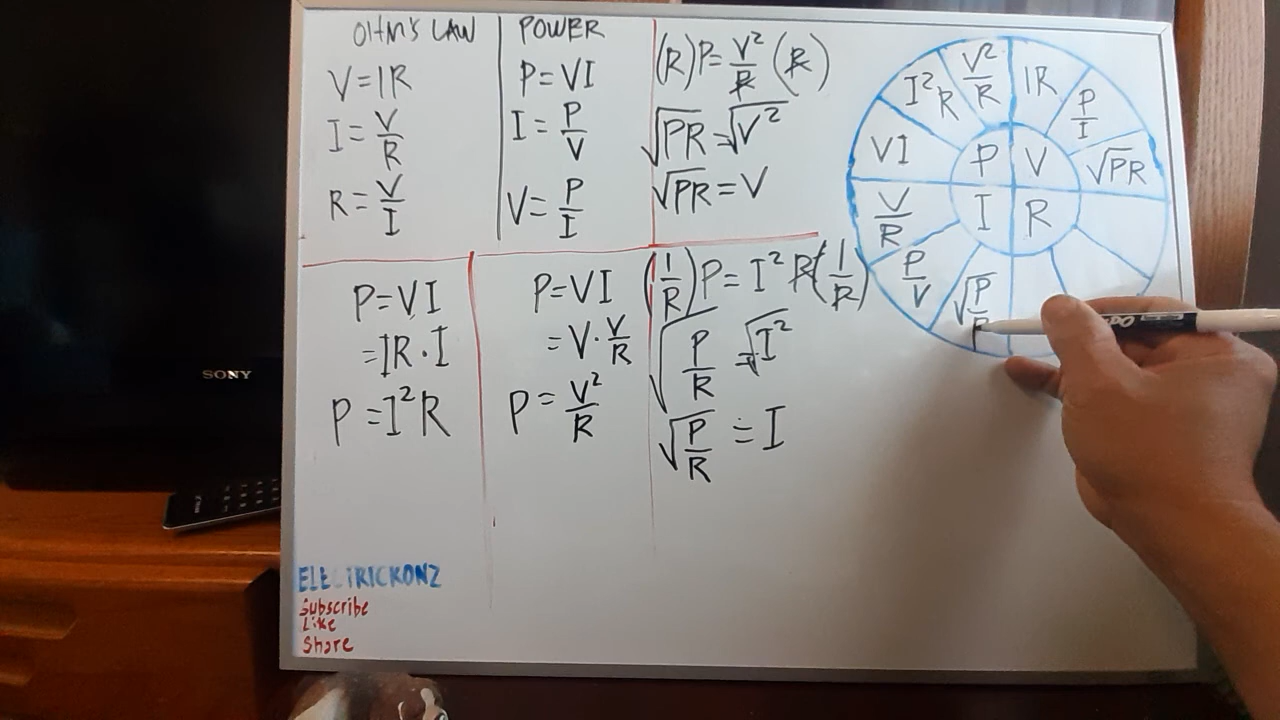 OHM'S LAW
V=IR
I=V/R
R=V/I
POWER
P=VI
I=P/V
V=P/I
(R)P=V²/R(R)
√PR=√V²
√PR=V
P=VI
=IR·I
P=I²R
P=VI
=V·V/R
P=V²/R
(1/R)P=I²R(1/R)
√P/R=√I²
√P/R=I
I²R
V²/R
IR
P/I
√PR
VI
V/R
P/V
√P/R
P
V
I
R
SONY
EXPO
ELECTRICKONZ
Subscribe
Like
Share